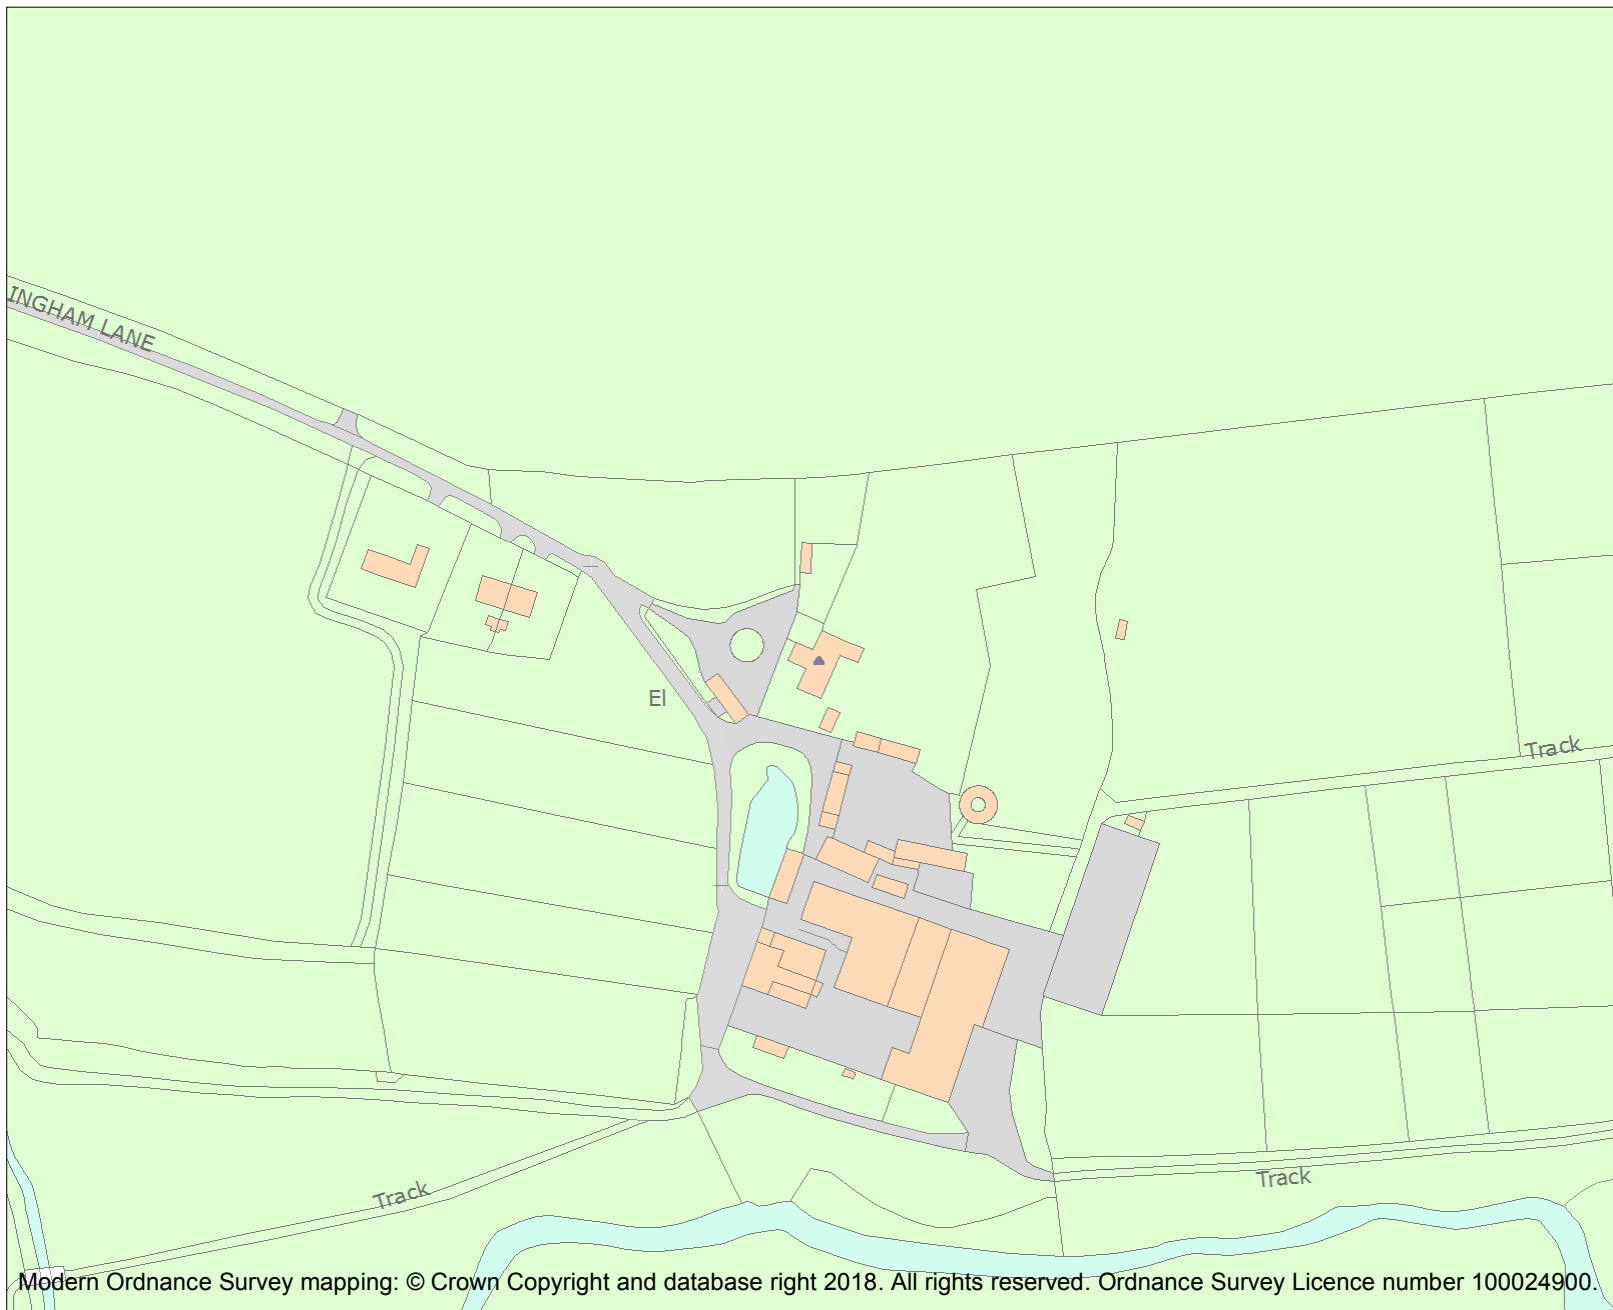 INGHAM LANE
El
Track
Track
Track
Modern Ordnance Survey mapping: © Crown Copyright and database right 2018. All rights reserved. Ordnance Survey Licence number 100024900.